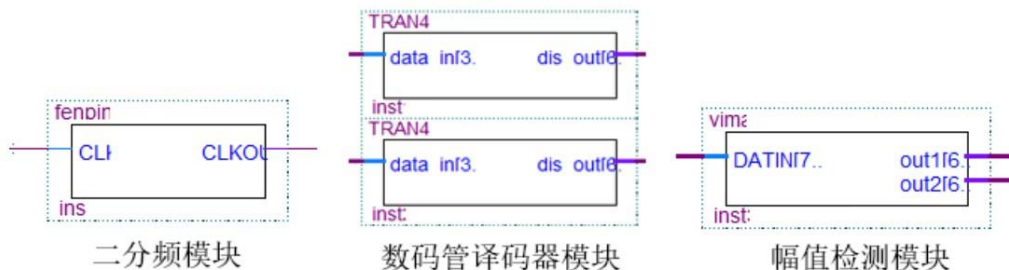 TRAN4
data in[3.
dis out[6.
inst
TRAN4
data in[3.
dis out[6.
inst:
fenpin
CLK
CLKOU
ins
vima
DATIN[7..
out1[6.
out2[6.
inst:
二分频模块
数码管译码器模块
幅值检测模块